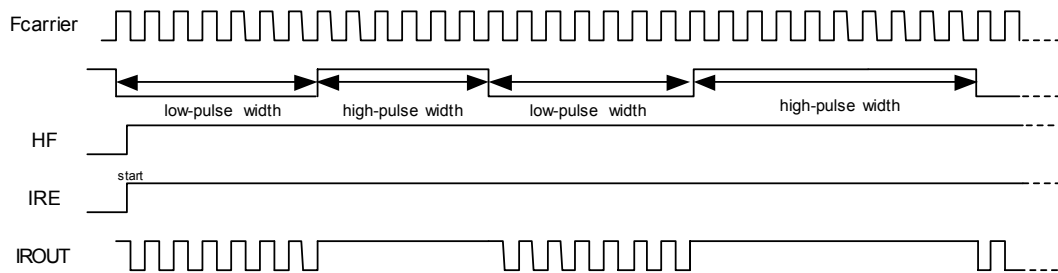 Fcarrier
low-pulse width
high-pulse width
low-pulse width
high-pulse width
HF
start
IRE
IROUT